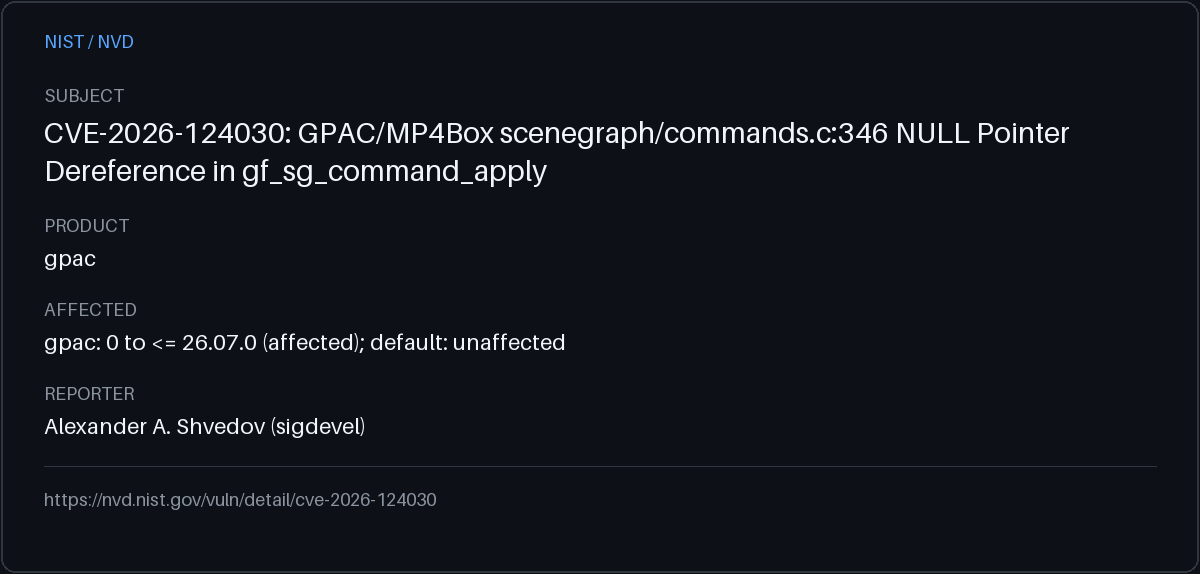 NIST / NVD
SUBJECT
CVE-2026-124030: GPAC/MP4Box scenegraph/commands.c:346 NULL Pointer
Dereference in gf_sg_command_apply
PRODUCT
gpac
AFFECTED
gpac: 0 to <= 26.07.0 (affected); default: unaffected
REPORTER
Alexander A. Shvedov (sigdevel)
https://nvd.nist.gov/vuln/detail/cve-2026-124030